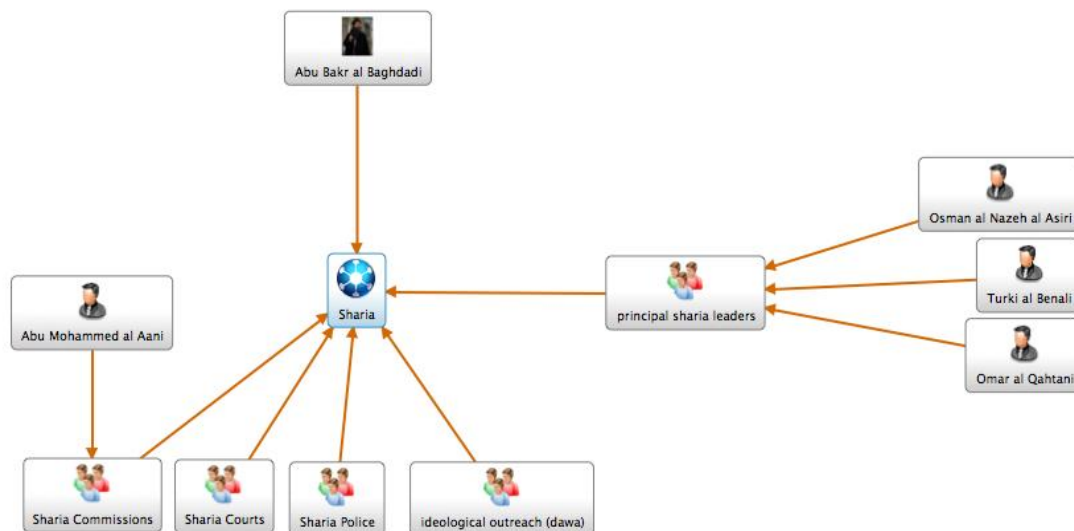 Abu Bakr al Baghdadi
Osman al Nazeh al Asiri
Turki al Benali
principal sharia leaders
Sharia
Abu Mohammed al Aani
Omar al Qahtani
Sharia Commissions
Sharia Courts
Sharia Police
ideological outreach (dawa)